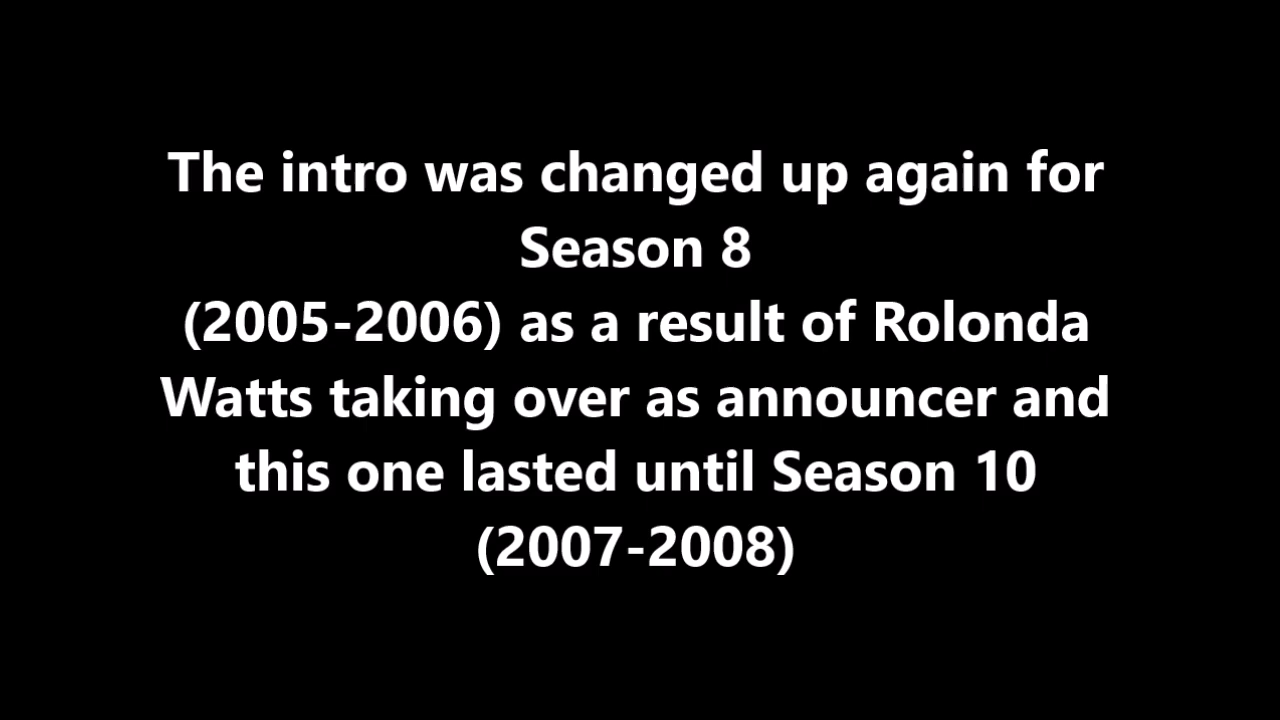 The intro was changed up again for
Season 8
(2005-2006) as a result of Rolonda
Watts taking over as announcer and
this one lasted until Season 10
(2007-2008)